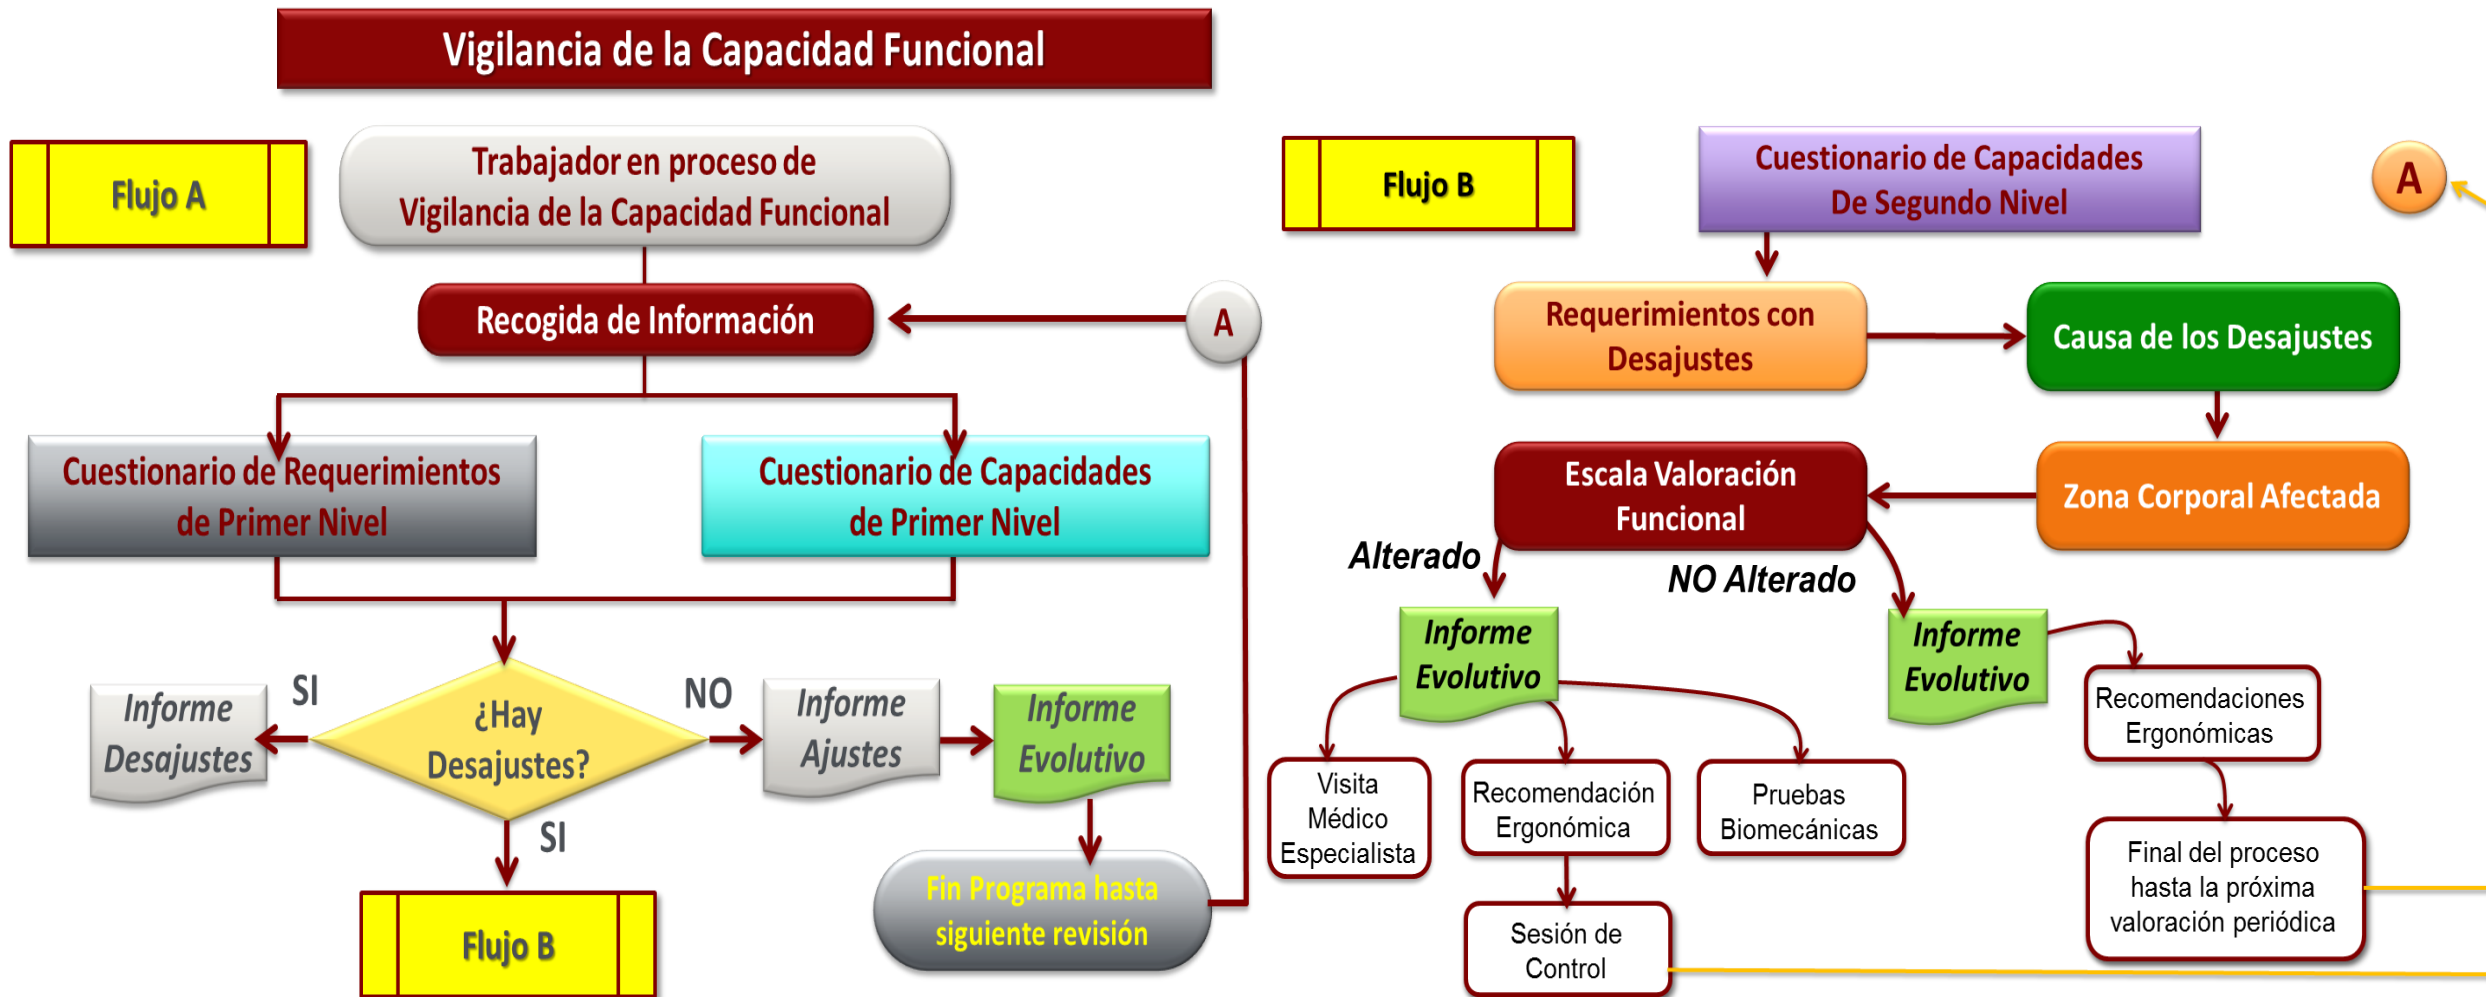 Vigilancia de la Capacidad Funcional
Flujo A
Trabajador en proceso de
Vigilancia de la Capacidad Funcional
Recogida de Información
A
Cuestionario de Requerimientos
de Primer Nivel
Cuestionario de Capacidades
de Primer Nivel
¿Hay
Desajustes?
SI
Informe
Desajustes
NO
Informe
Ajustes
Informe
Evolutivo
SI
Flujo B
Fin Programa hasta
siguiente revisión
Flujo B
Cuestionario de Capacidades
De Segundo Nivel
A
Requerimientos con
Desajustes
Causa de los Desajustes
Zona Corporal Afectada
Escala Valoración
Funcional
Alterado
NO Alterado
Informe
Evolutivo
Visita
Médico
Especialista
Recomendación
Ergonómica
Pruebas
Biomecánicas
Sesión de
Control
Informe
Evolutivo
Recomendaciones
Ergonómicas
Final del proceso
hasta la próxima
valoración periódica